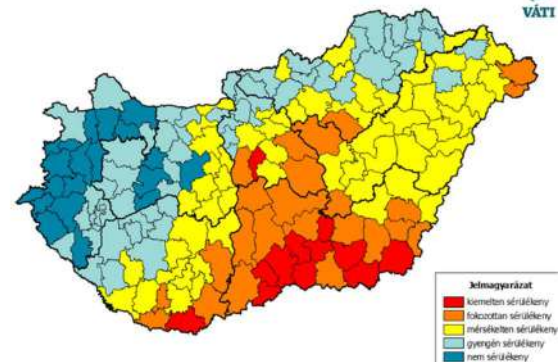 VÁTI
Jelmagyarázat
kiemelten sérülékeny
fokozottan sérülékeny
mérsékelten sérülékeny
gyengén sérülékeny
nem sérülékeny